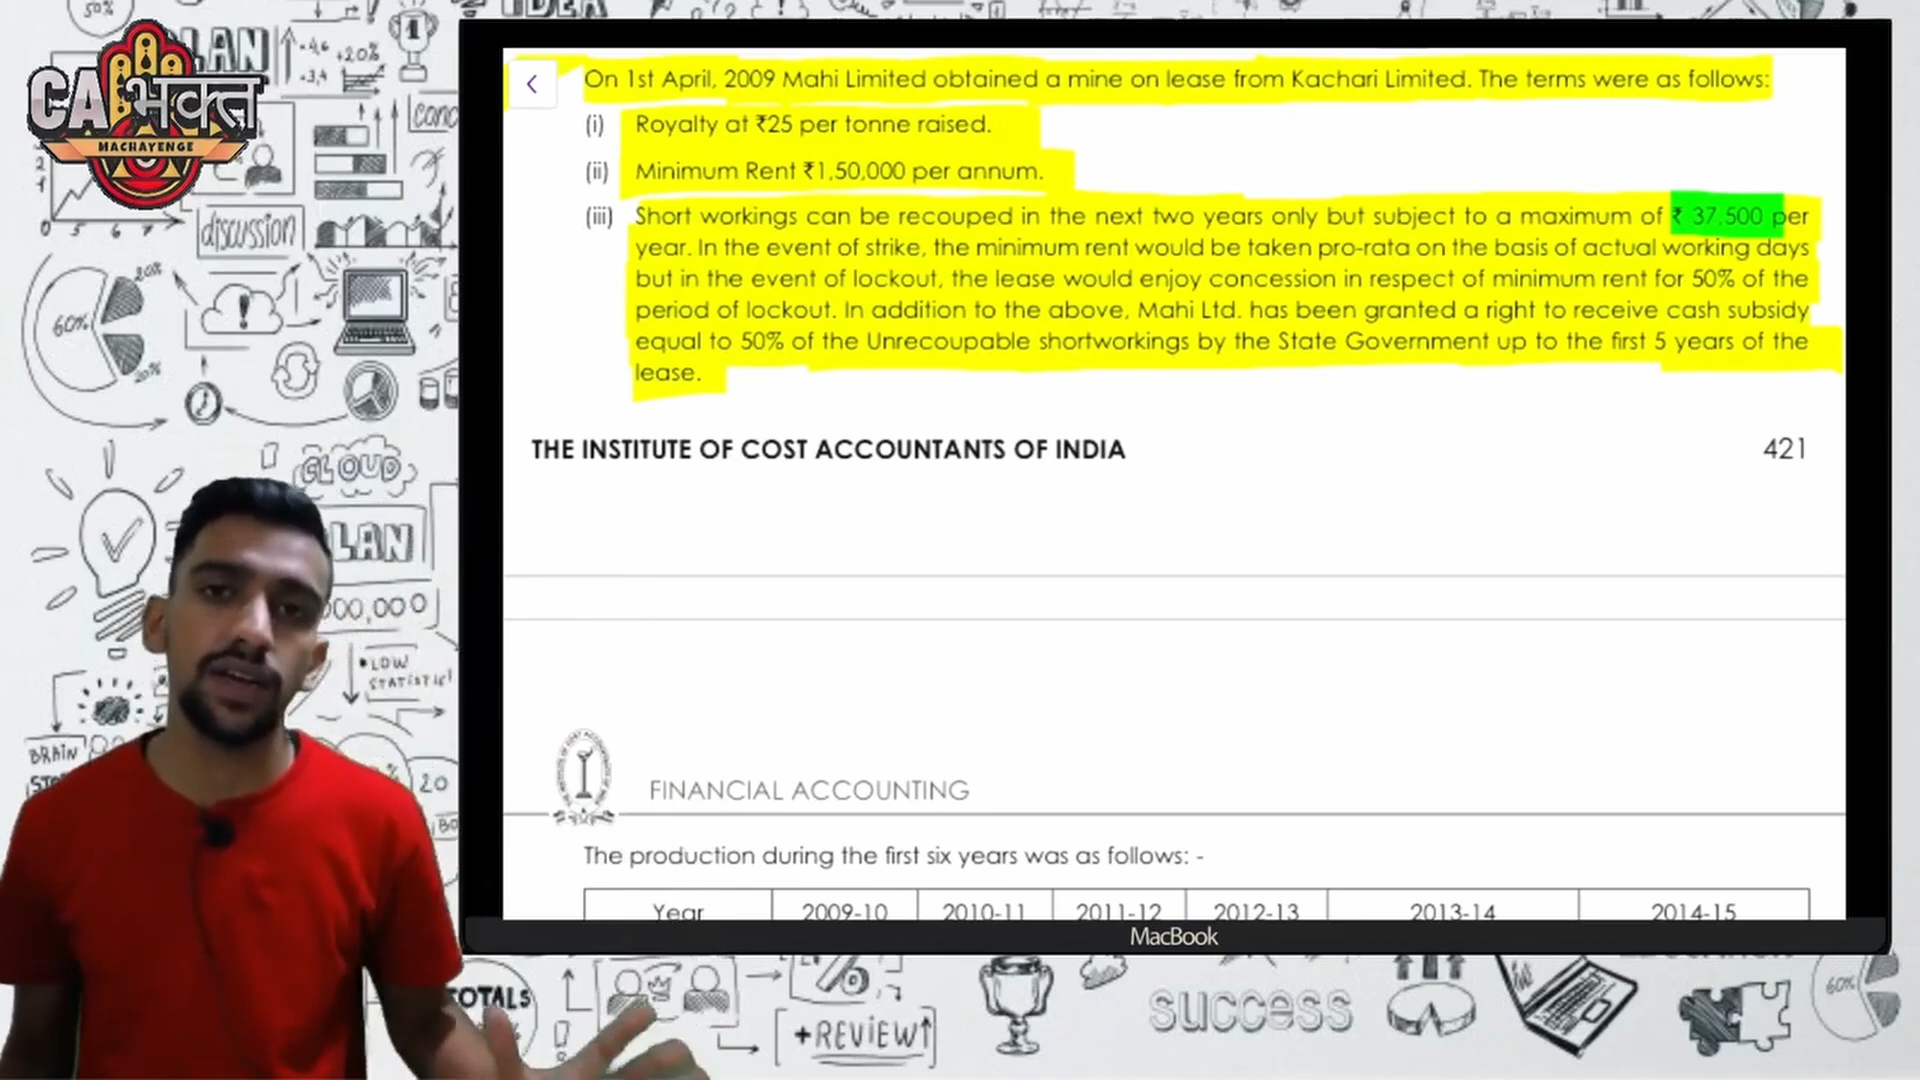 50%
IDEA
PLAN
CA भक्त
MACHAYENGE
+20%
discussion
60%
20%
20%
CLOUD
PLAN
LOW
BRAIN
20
On 1st April, 2009 Mahi Limited obtained a mine on lease from Kachari Limited. The terms were as follows:
(i) Royalty at ₹25 per tonne raised.
(ii) Minimum Rent ₹1,50,000 per annum.
(iii) Short workings can be recouped in the next two years only but subject to a maximum of ₹ 37,500 per
year. In the event of strike, the minimum rent would be taken pro-rata on the basis of actual working days
but in the event of lockout, the lease would enjoy concession in respect of minimum rent for 50% of the
period of lockout. In addition to the above, Mahi Ltd. has been granted a right to receive cash subsidy
equal to 50% of the Unrecoupable shortworkings by the State Government up to the first 5 years of the
lease.
THE INSTITUTE OF COST ACCOUNTANTS OF INDIA 421
FINANCIAL ACCOUNTING
The production during the first six years was as follows: -
Year 2009-10 2010-11 2011-12 2012-13 2013-14 2014-15
MacBook
TOTALS
+REVIEW
success
60%